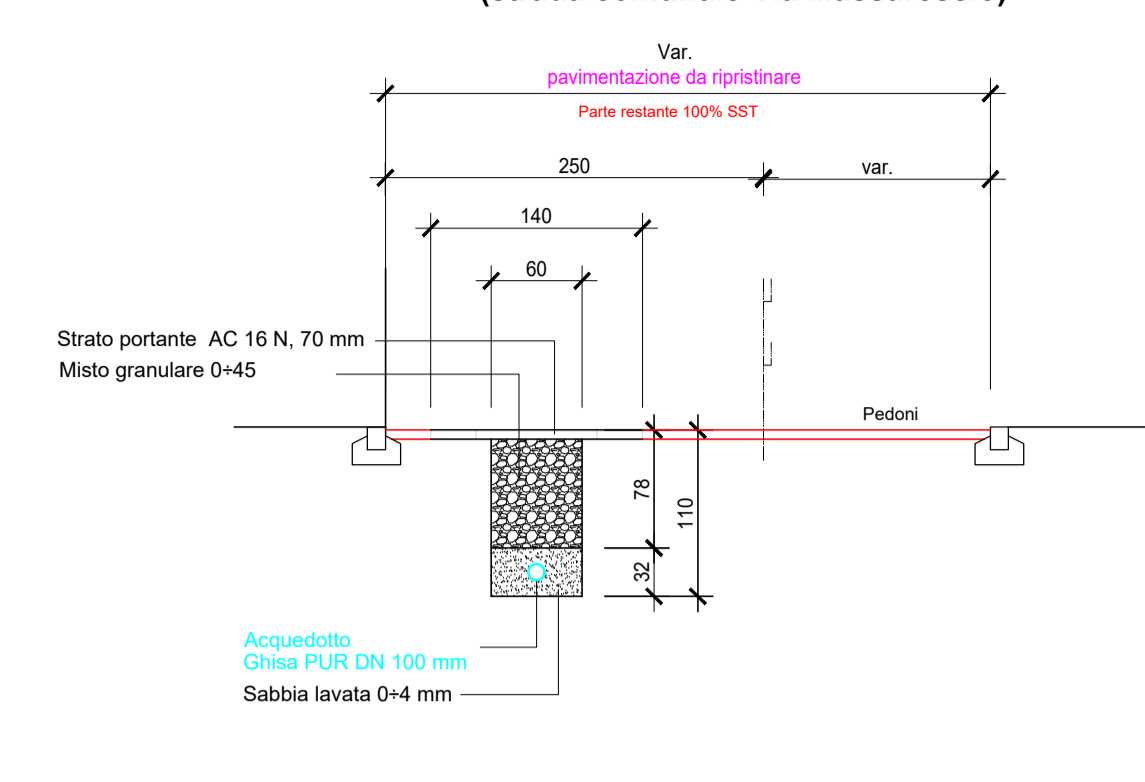 Var.
pavimentazione da ripristinare
Parte restante 100% SST
250
var.
140
60
Strato portante AC 16 N, 70 mm
Misto granulare 0÷45
Pedoni
78
110
32
Acquedotto
Ghisa PUR DN 100 mm
Sabbia lavata 0÷4 mm